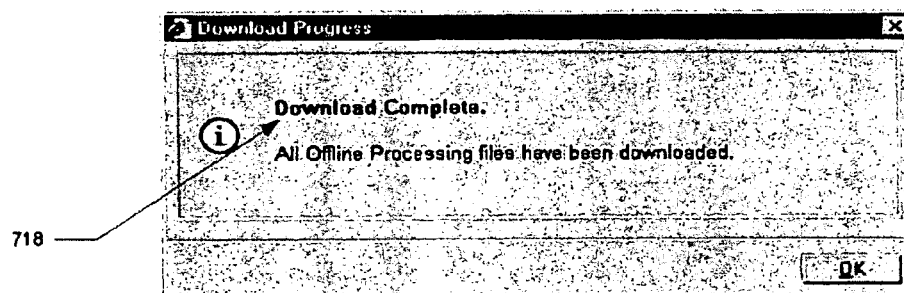 Download Progress
Download Complete.
All Offline Processing files have been downloaded.
718
OK